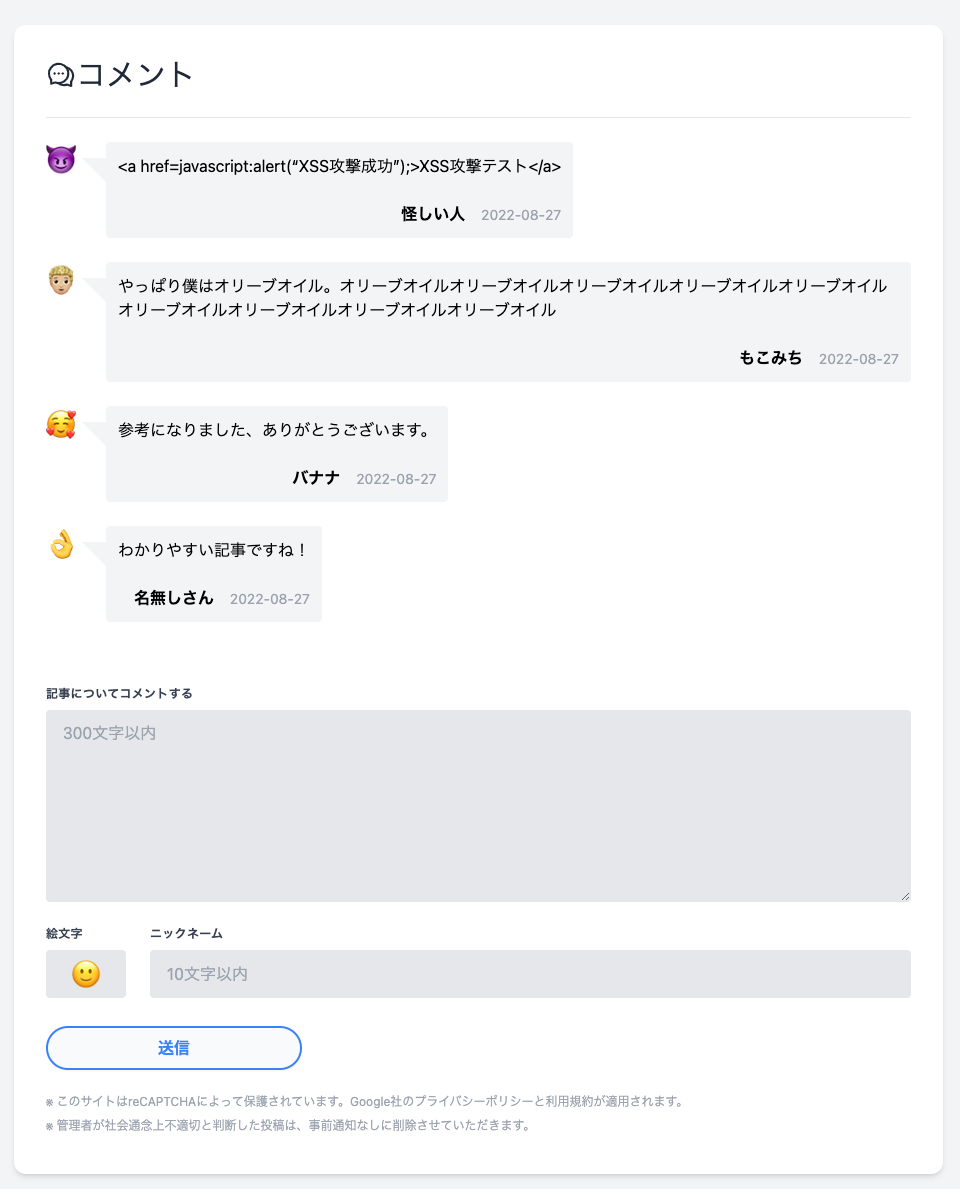 コメント
<a href=javascript:alert(“XSS攻撃成功”);>XSS攻撃テスト</a>
怪しい人 2022-08-27
やっぱり僕はオリーブオイル。オリーブオイルオリーブオイルオリーブオイルオリーブオイルオリーブオイル
オリーブオイルオリーブオイルオリーブオイルオリーブオイル
もこみち 2022-08-27
参考になりました、ありがとうございます。
バナナ 2022-08-27
わかりやすい記事ですね！
名無しさん 2022-08-27
記事についてコメントする
300文字以内
絵文字 ニックネーム
10文字以内
送信
※ このサイトはreCAPTCHAによって保護されています。Google社のプライバシーポリシーと利用規約が適用されます。
※ 管理者が社会通念上不適切と判断した投稿は、事前通知なしに削除させていただきます。